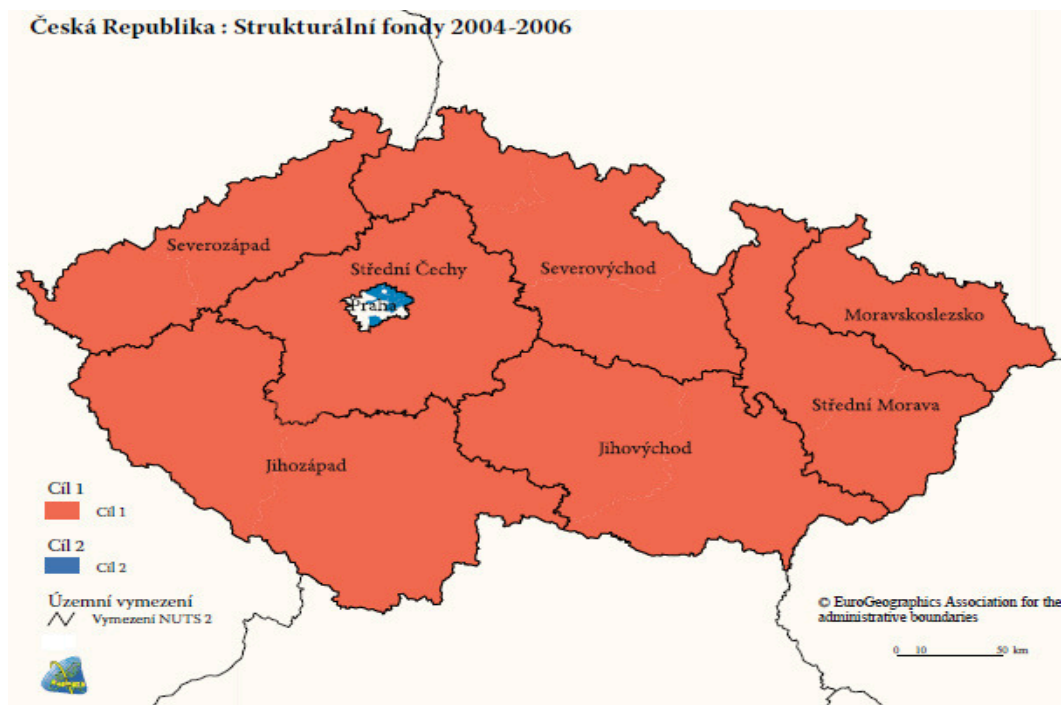 Česká Republika : Strukturální fondy 2004-2006
Severozápad
Střední Čechy
Severovýchod
Praha
Moravskoslezsko
Střední Morava
Jihovýchod
Jihozápad
Cíl 1
Cíl 1
Cíl 2
Cíl 2
Územní vymezení
Vymezení NUTS 2
© EuroGeographics Association for the
administrative boundaries
0 10 50 km